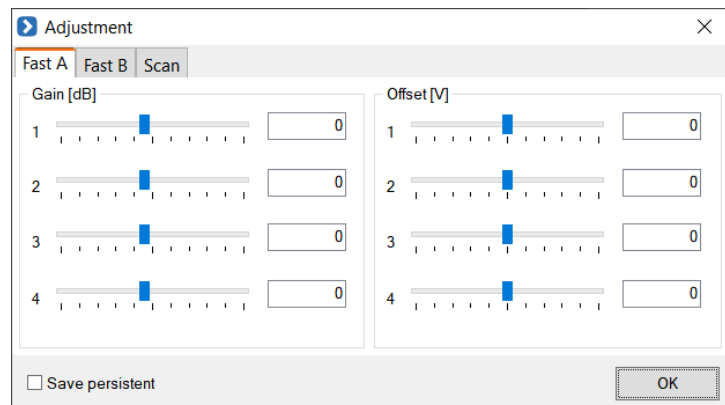 Adjustment
Fast A Fast B Scan
Gain [dB]
1 0
2 0
3 0
4 0
Offset [V]
1 0
2 0
3 0
4 0
Save persistent
OK